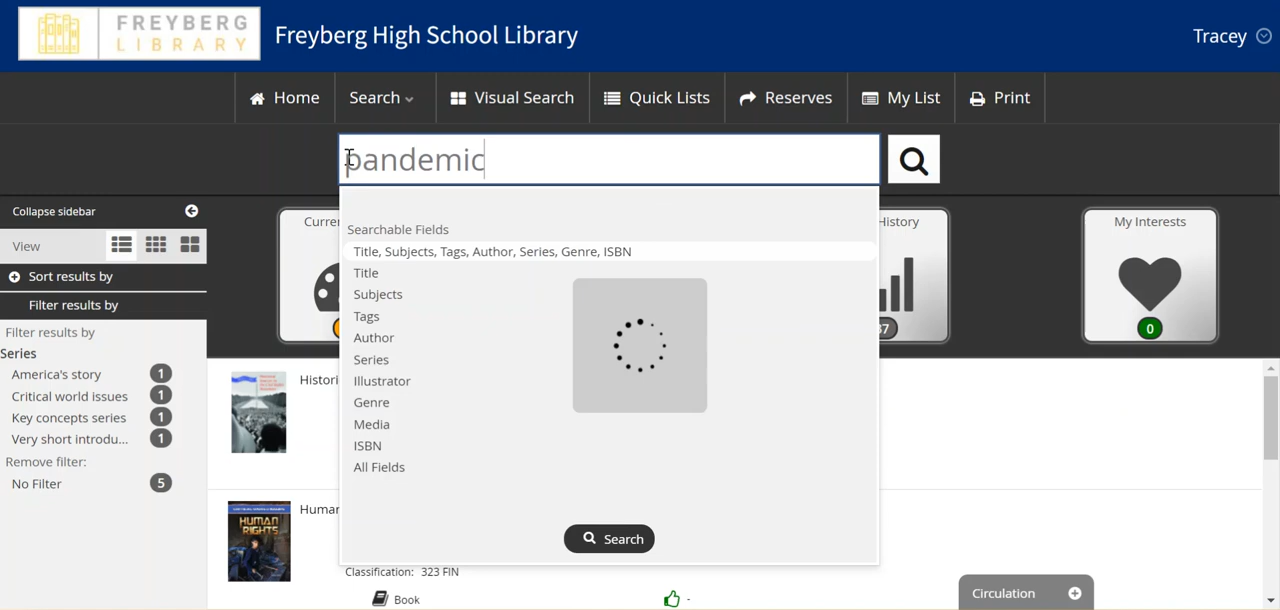 FREYBERG
LIBRARY
Freyberg High School Library
Tracey
Home
Search
Visual Search
Quick Lists
Reserves
My List
Print
pandemic
Collapse sidebar
View
Sort results by
Filter results by
Filter results by
Series
America's story 1
Critical world issues 1
Key concepts series 1
Very short introdu... 1
Remove filter:
No Filter 5
Searchable Fields
Title, Subjects, Tags, Author, Series, Genre, ISBN
Title
Subjects
Tags
Author
Series
Illustrator
Genre
Media
ISBN
All Fields
Search
My Interests
0
HUMAN
RIGHTS
Classification: 323 FIN
Book
-
Circulation